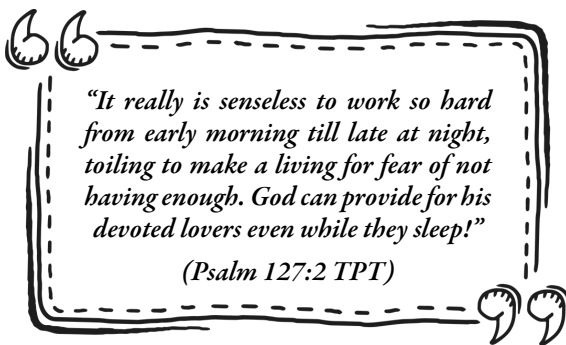 “It really is senseless to work so hard
from early morning till late at night,
toiling to make a living for fear of not
having enough. God can provide for his
devoted lovers even while they sleep!”
(Psalm 127:2 TPT)